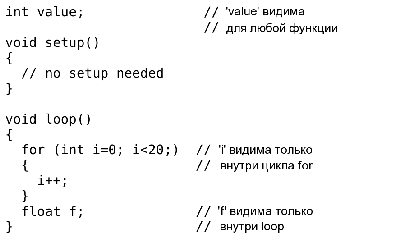 int value; // 'value' видима
// для любой функции
void setup()
{
// no setup needed
}
void loop()
{
for (int i=0; i<20;) // 'i' видима только
{ // внутри цикла for
i++;
}
float f; // 'f' видима только
} // внутри loop